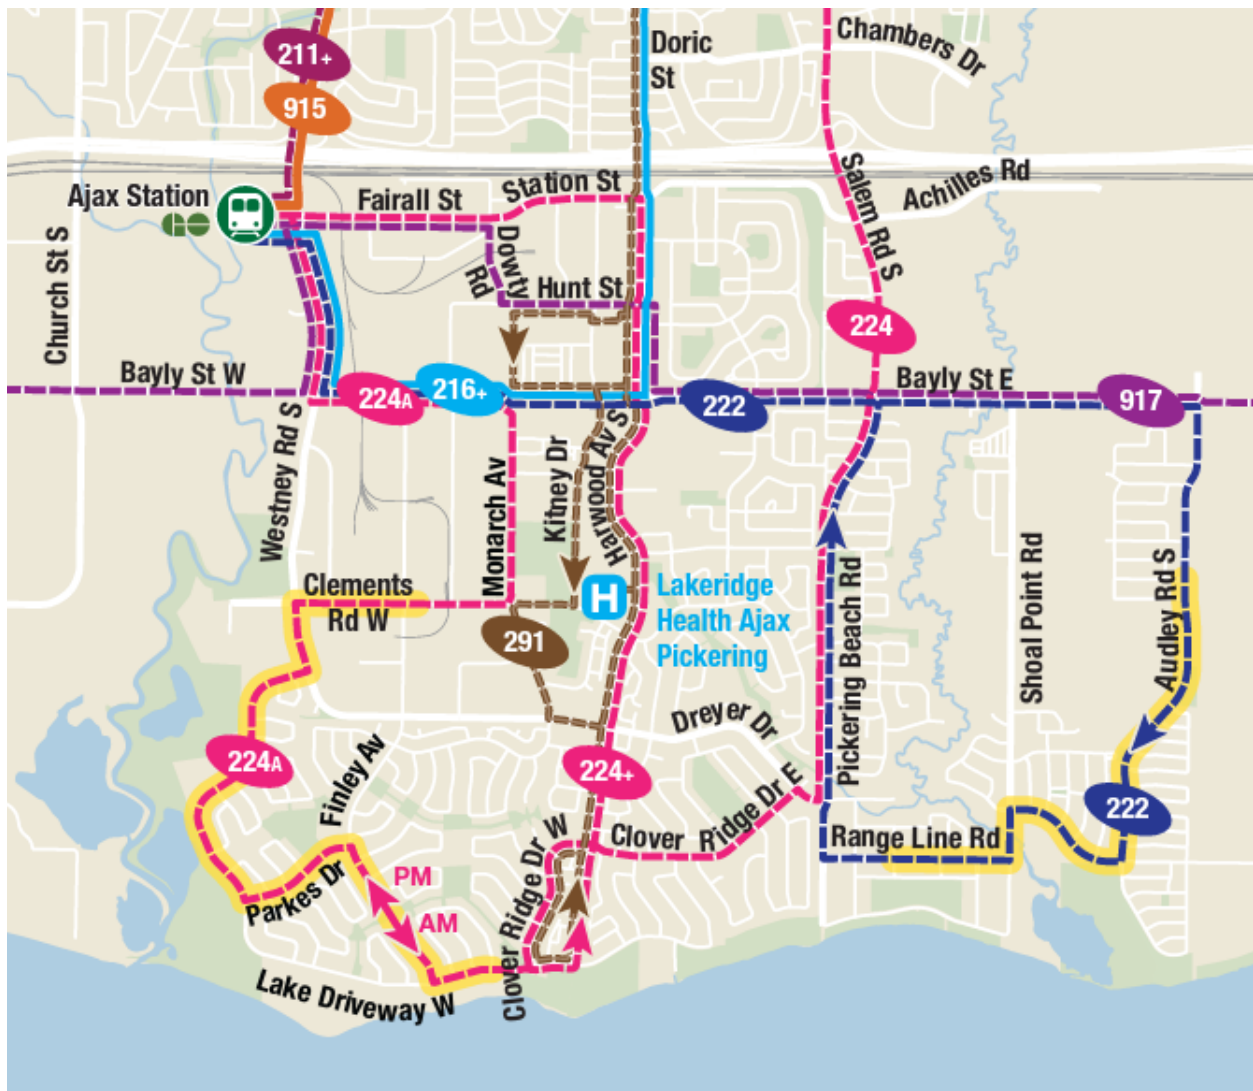 211+
915
Doric
St
Chambers Dr
Ajax Station
Fairall St
Station St
Salem Rd S
Achilles Rd
Church St S
Dowty
Rd
Hunt St
224
Bayly St W
224A
216+
222
Bayly St E
917
Westney Rd S
Monarch Av
Kitney Dr
Harwood Av S
Clements
Rd W
H
Lakeridge
Health Ajax
Pickering
291
Pickering Beach Rd
Shoal Point Rd
Audley Rd S
224A
Finley Av
224+
Dreyer Dr
222
Clover Ridge Dr E
Range Line Rd
Parkes Dr
PM
AM
Clover Ridge Dr W
Lake Driveway W